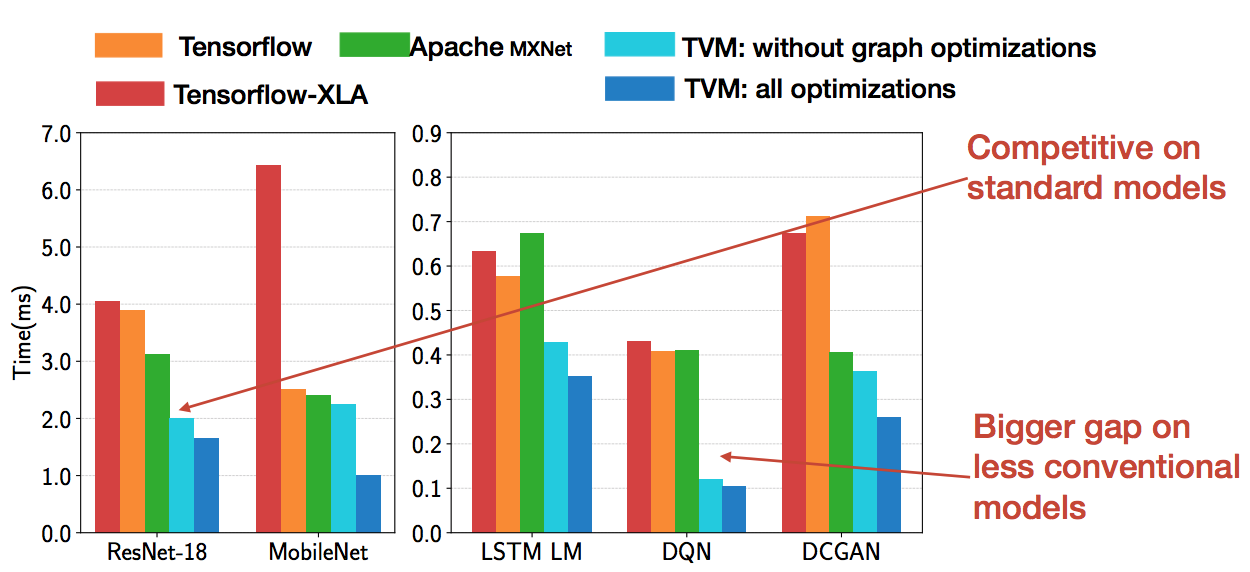 Tensorflow
Apache MXNet
TVM: without graph optimizations
Tensorflow-XLA
TVM: all optimizations
Time(ms)
7.0
6.0
5.0
4.0
3.0
2.0
1.0
0.0
ResNet-18
MobileNet
0.9
0.8
0.7
0.6
0.5
0.4
0.3
0.2
0.1
0.0
LSTM LM
DQN
DCGAN
Competitive on
standard models
Bigger gap on
less conventional
models